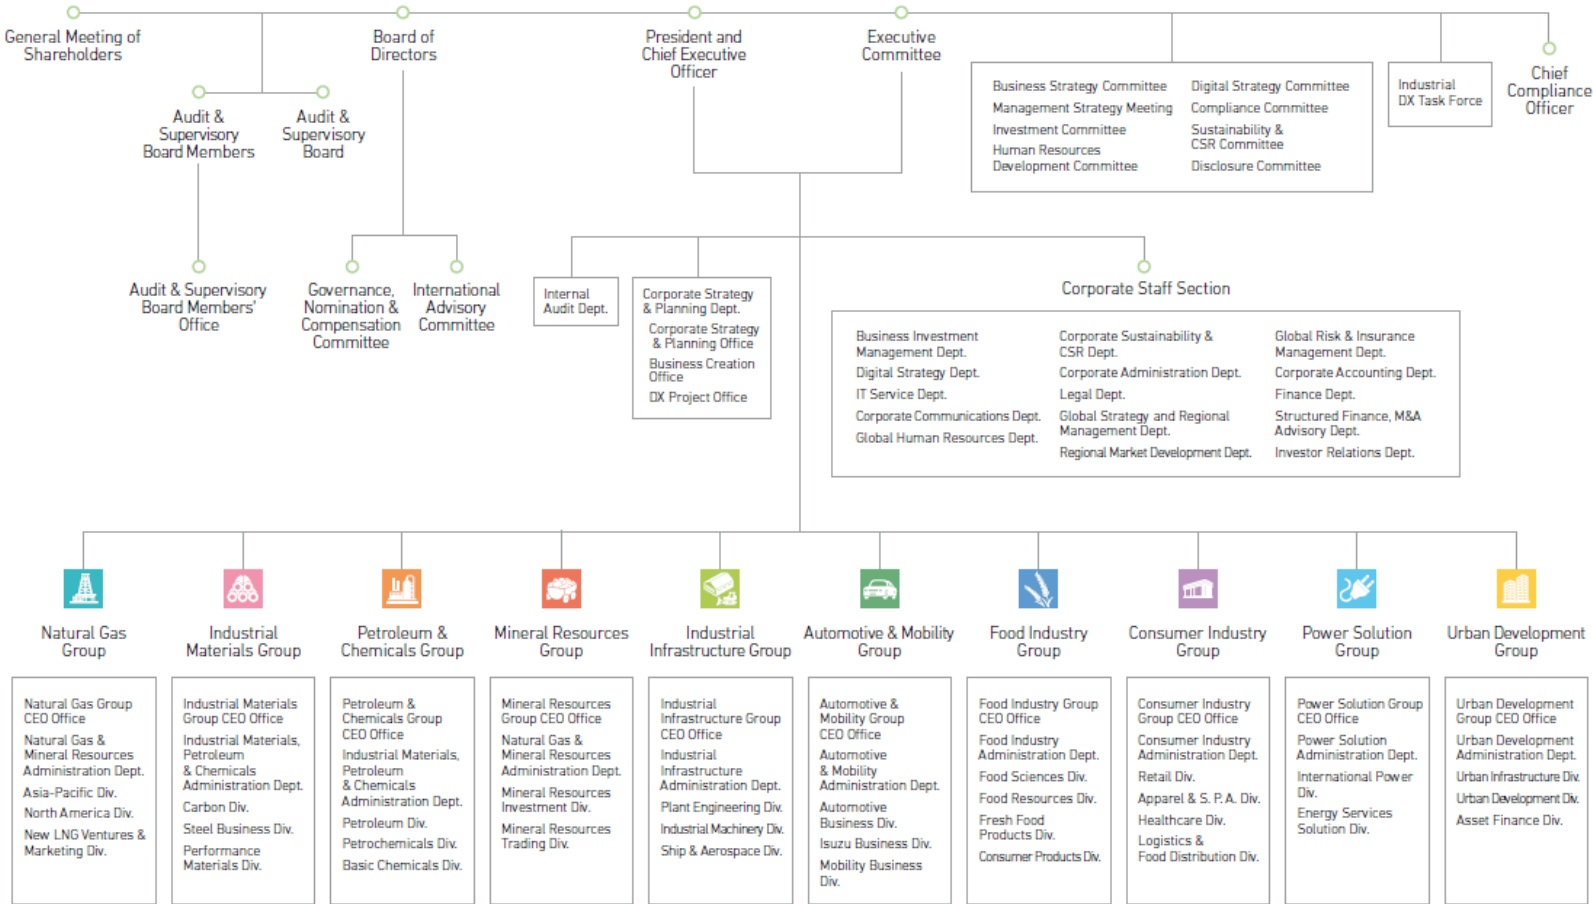 General Meeting of
Shareholders
Board of
Directors
President and
Chief Executive
Officer
Executive
Committee
Chief
Compliance
Officer
Audit &
Supervisory
Board Members
Audit &
Supervisory
Board
Business Strategy Committee
Management Strategy Meeting
Investment Committee
Human Resources
Development Committee
Digital Strategy Committee
Compliance Committee
Sustainability &
CSR Committee
Disclosure Committee
Industrial
DX Task Force
Audit & Supervisory
Board Members'
Office
Governance,
Nomination &
Compensation
Committee
International
Advisory
Committee
Internal
Audit Dept.
Corporate Strategy
& Planning Dept.
Corporate Strategy
& Planning Office
Business Creation
Office
DX Project Office
Corporate Staff Section
Business Investment
Management Dept.
Digital Strategy Dept.
IT Service Dept.
Corporate Communications Dept.
Global Human Resources Dept.
Corporate Sustainability &
CSR Dept.
Corporate Administration Dept.
Legal Dept.
Global Strategy and Regional
Management Dept.
Regional Market Development Dept.
Global Risk & Insurance
Management Dept.
Corporate Accounting Dept.
Finance Dept.
Structured Finance, M&A
Advisory Dept.
Investor Relations Dept.
Natural Gas
Group
Natural Gas Group
CEO Office
Natural Gas &
Mineral Resources
Administration Dept.
Asia-Pacific Div.
North America Div.
New LNG Ventures &
Marketing Div.
Industrial
Materials Group
Industrial Materials
Group CEO Office
Industrial Materials,
Petroleum
& Chemicals
Administration Dept.
Carbon Div.
Steel Business Div.
Performance
Materials Div.
Petroleum &
Chemicals Group
Petroleum &
Chemicals Group
CEO Office
Industrial Materials,
Petroleum
& Chemicals
Administration Dept.
Petroleum Div.
Petrochemicals Div.
Basic Chemicals Div.
Mineral Resources
Group
Mineral Resources
Group CEO Office
Natural Gas &
Mineral Resources
Administration Dept.
Mineral Resources
Investment Div.
Mineral Resources
Trading Div.
Industrial
Infrastructure Group
Industrial
Infrastructure Group
CEO Office
Industrial
Infrastructure
Administration Dept.
Plant Engineering Div.
Industrial Machinery Div.
Ship & Aerospace Div.
Automotive & Mobility
Group
Automotive &
Mobility Group
CEO Office
Automotive
& Mobility
Administration Dept.
Automotive
Business Div.
Isuzu Business Div.
Mobility Business
Div.
Food Industry
Group
Food Industry Group
CEO Office
Food Industry
Administration Dept.
Food Sciences Div.
Food Resources Div.
Fresh Food
Products Div.
Consumer Products Div.
Consumer Industry
Group
Consumer Industry
Group CEO Office
Consumer Industry
Administration Dept.
Retail Div.
Apparel & S. P. A. Div.
Healthcare Div.
Logistics &
Food Distribution Div.
Power Solution
Group
Power Solution Group
CEO Office
Power Solution
Administration Dept.
International Power
Div.
Energy Services
Solution Div.
Urban Development
Group
Urban Development
Group CEO Office
Urban Development
Administration Dept.
Urban Infrastructure Div.
Urban Development Div.
Asset Finance Div.